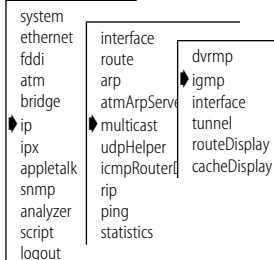 system
ethernet
fddi
atm
bridge
ip
ipx
appletalk
snmp
analyzer
script
logout
interface
route
arp
atmArpServe
multicast
udpHelper
icmpRouterD
rip
ping
statistics
dvrmp
igmp
interface
tunnel
routeDisplay
cacheDisplay